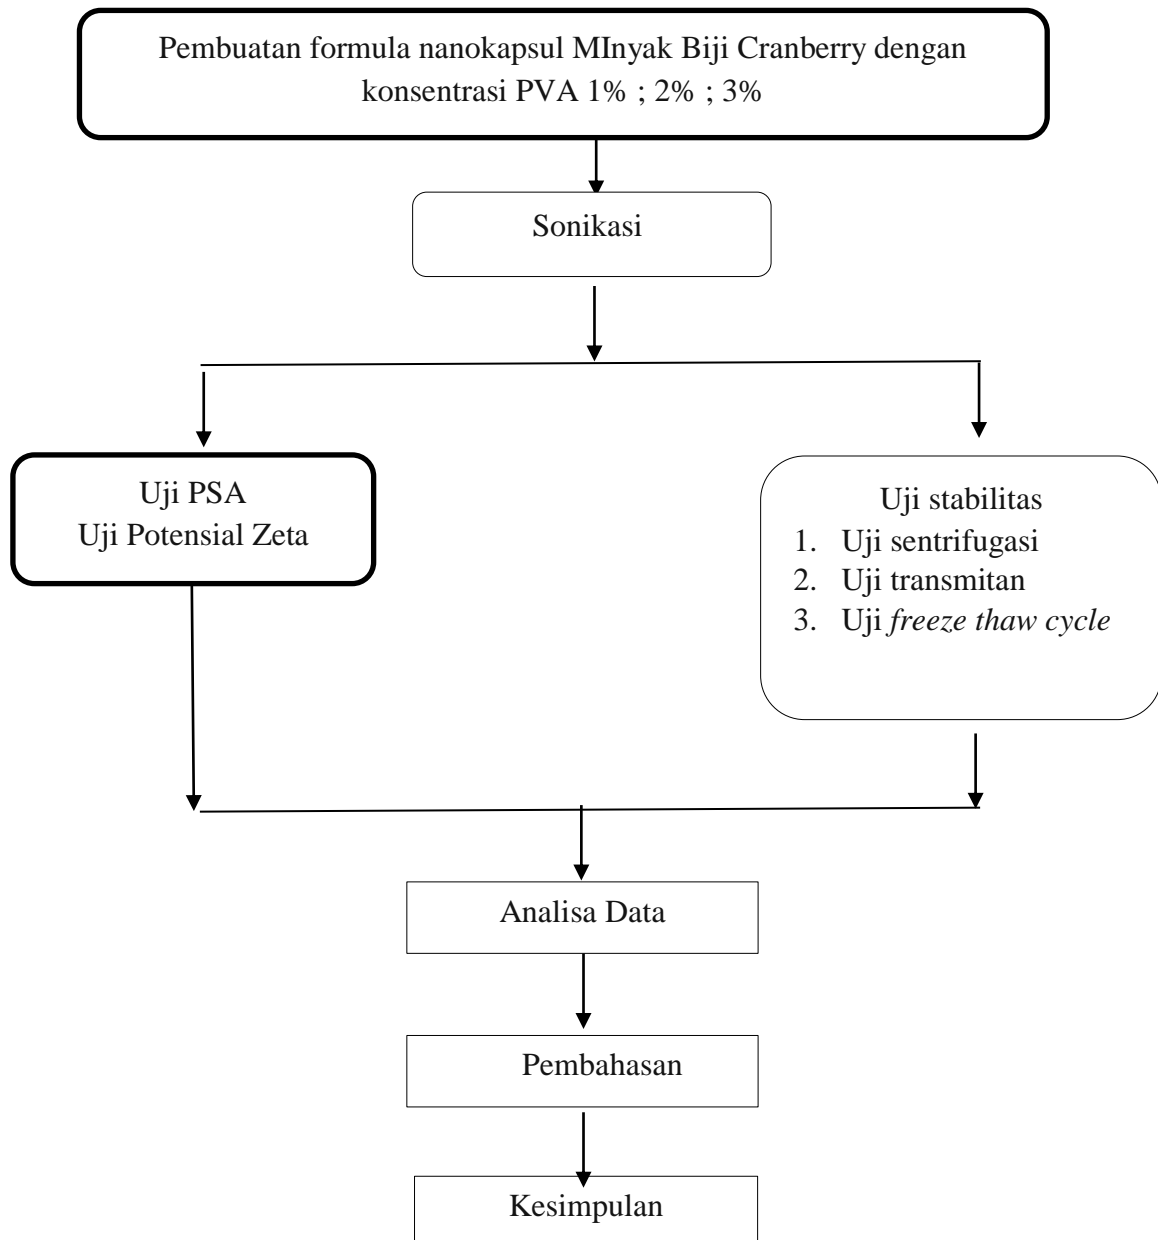 Pembuatan formula nanokapsul MInyak Biji Cranberry dengan
konsentrasi PVA 1% ; 2% ; 3%
Sonikasi
Uji PSA
Uji Potensial Zeta
Uji stabilitas
1. Uji sentrifugasi
2. Uji transmitan
3. Uji freeze thaw cycle
Analisa Data
Pembahasan
Kesimpulan